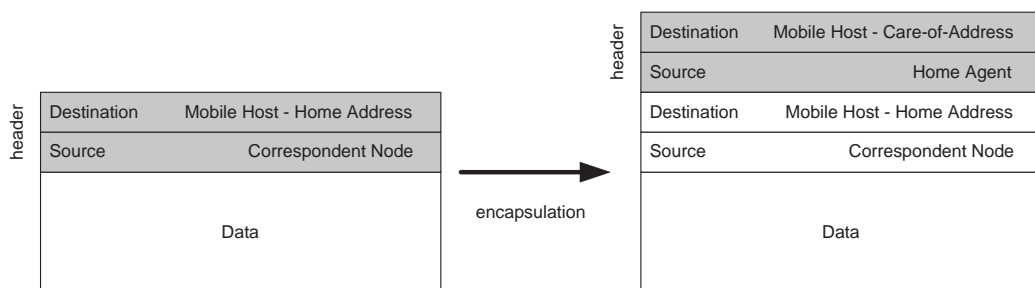 header
Destination Mobile Host - Home Address
Source Correspondent Node
Data
encapsulation
header
Destination Mobile Host - Care-of-Address
Source Home Agent
Destination Mobile Host - Home Address
Source Correspondent Node
Data